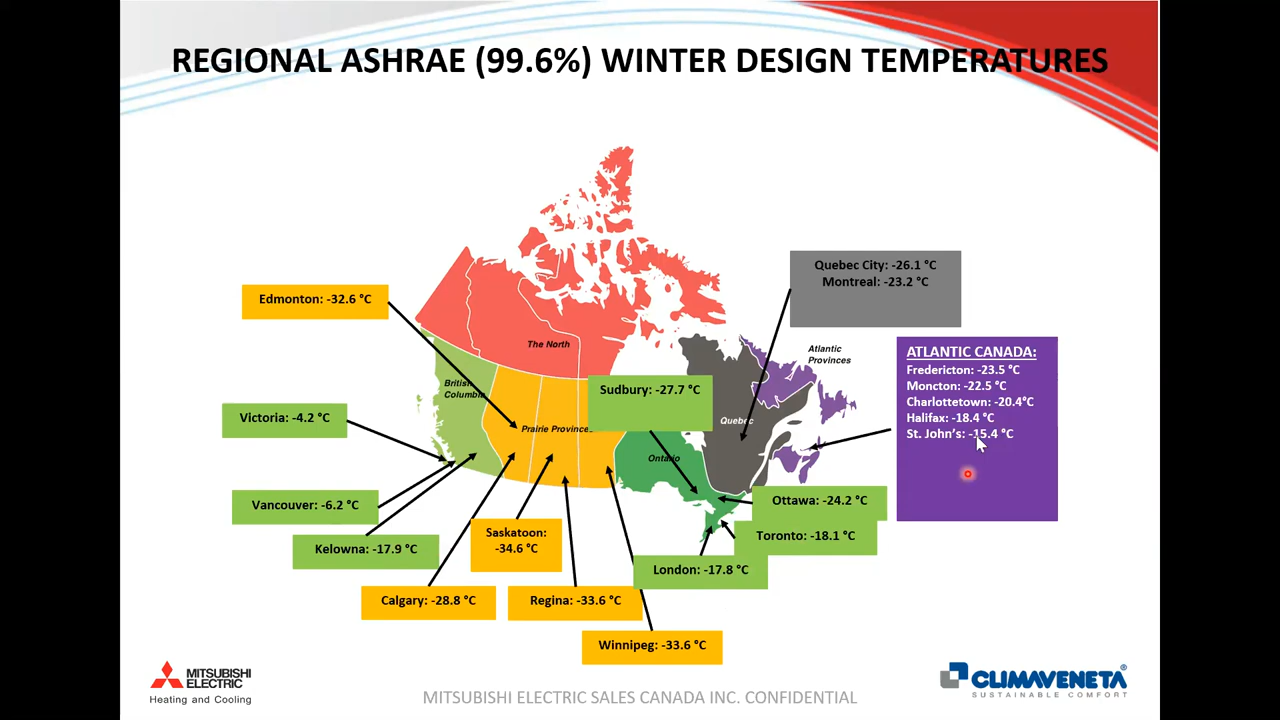 REGIONAL ASHRAE (99.6%) WINTER DESIGN TEMPERATURES
Quebec City: -26.1 °C
Montreal: -23.2 °C
Edmonton: -32.6 °C
The North
Atlantic
Provinces
ATLANTIC CANADA:
Fredericton: -23.5 °C
Moncton: -22.5 °C
Charlottetown: -20.4°C
Halifax: -18.4 °C
St. John's: -15.4 °C
British
Columbia
Sudbury: -27.7 °C
Victoria: -4.2 °C
Prairie Provinces
Quebec
Ontario
Vancouver: -6.2 °C
Ottawa: -24.2 °C
Kelowna: -17.9 °C
Saskatoon:
-34.6 °C
Toronto: -18.1 °C
London: -17.8 °C
Calgary: -28.8 °C
Regina: -33.6 °C
Winnipeg: -33.6 °C
MITSUBISHI
ELECTRIC
Heating and Cooling
MITSUBISHI ELECTRIC SALES CANADA INC. CONFIDENTIAL
CLIMAVENETA®
SUSTAINABLE COMFORT